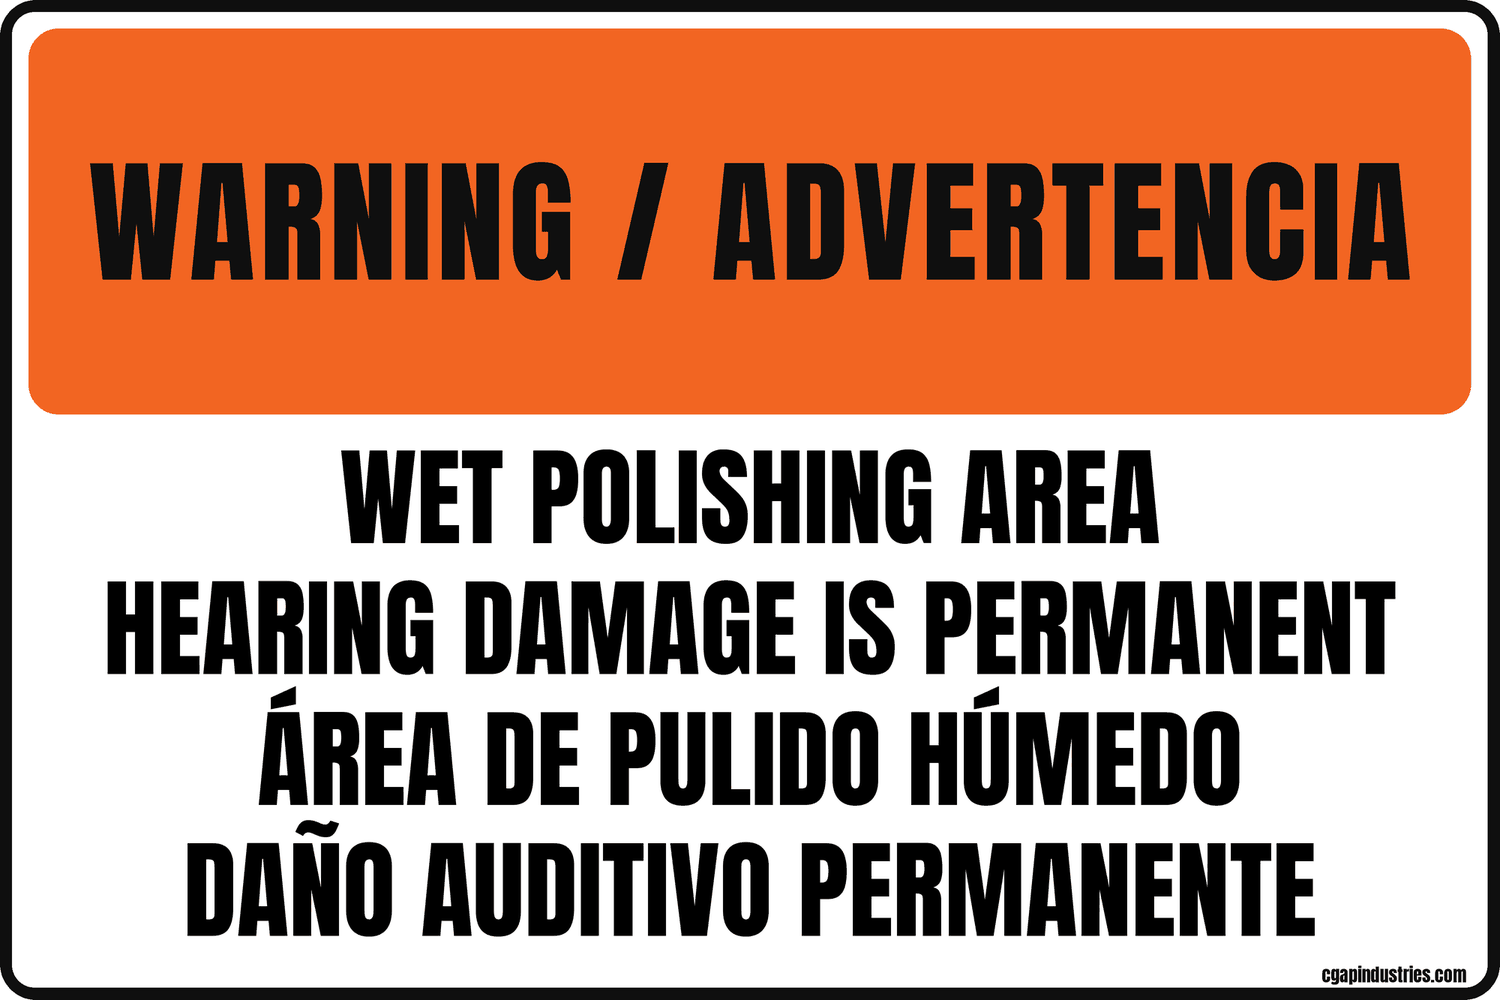 WARNING / ADVERTENCIA
WET POLISHING AREA
HEARING DAMAGE IS PERMANENT
ÁREA DE PULIDO HÚMEDO
DAÑO AUDITIVO PERMANENTE
cgapindustries.com